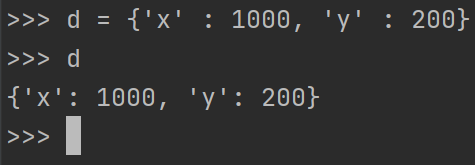 >>> d = {'x' : 1000, 'y' : 200}
>>> d
{'x': 1000, 'y': 200}
>>>